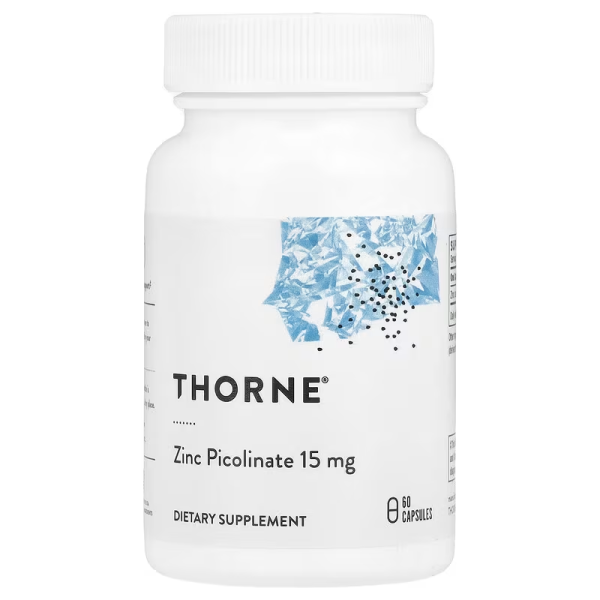 THORNE®
Zinc Picolinate 15 mg
DIETARY SUPPLEMENT
60
CAPSULES